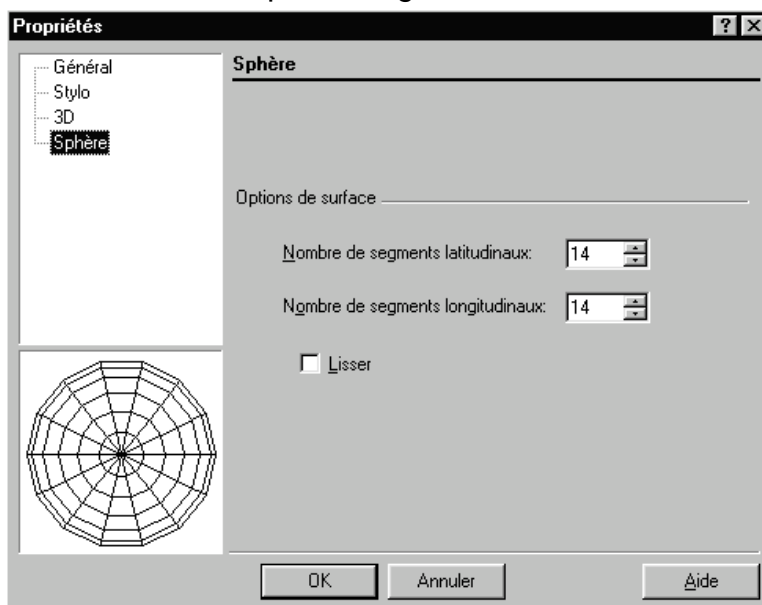 Propriétés
Général
Stylo
3D
Sphère
Sphère
Options de surface
Nombre de segments latitudinaux: 14
Nombre de segments longitudinaux: 14
Lisser
OK Annuler Aide